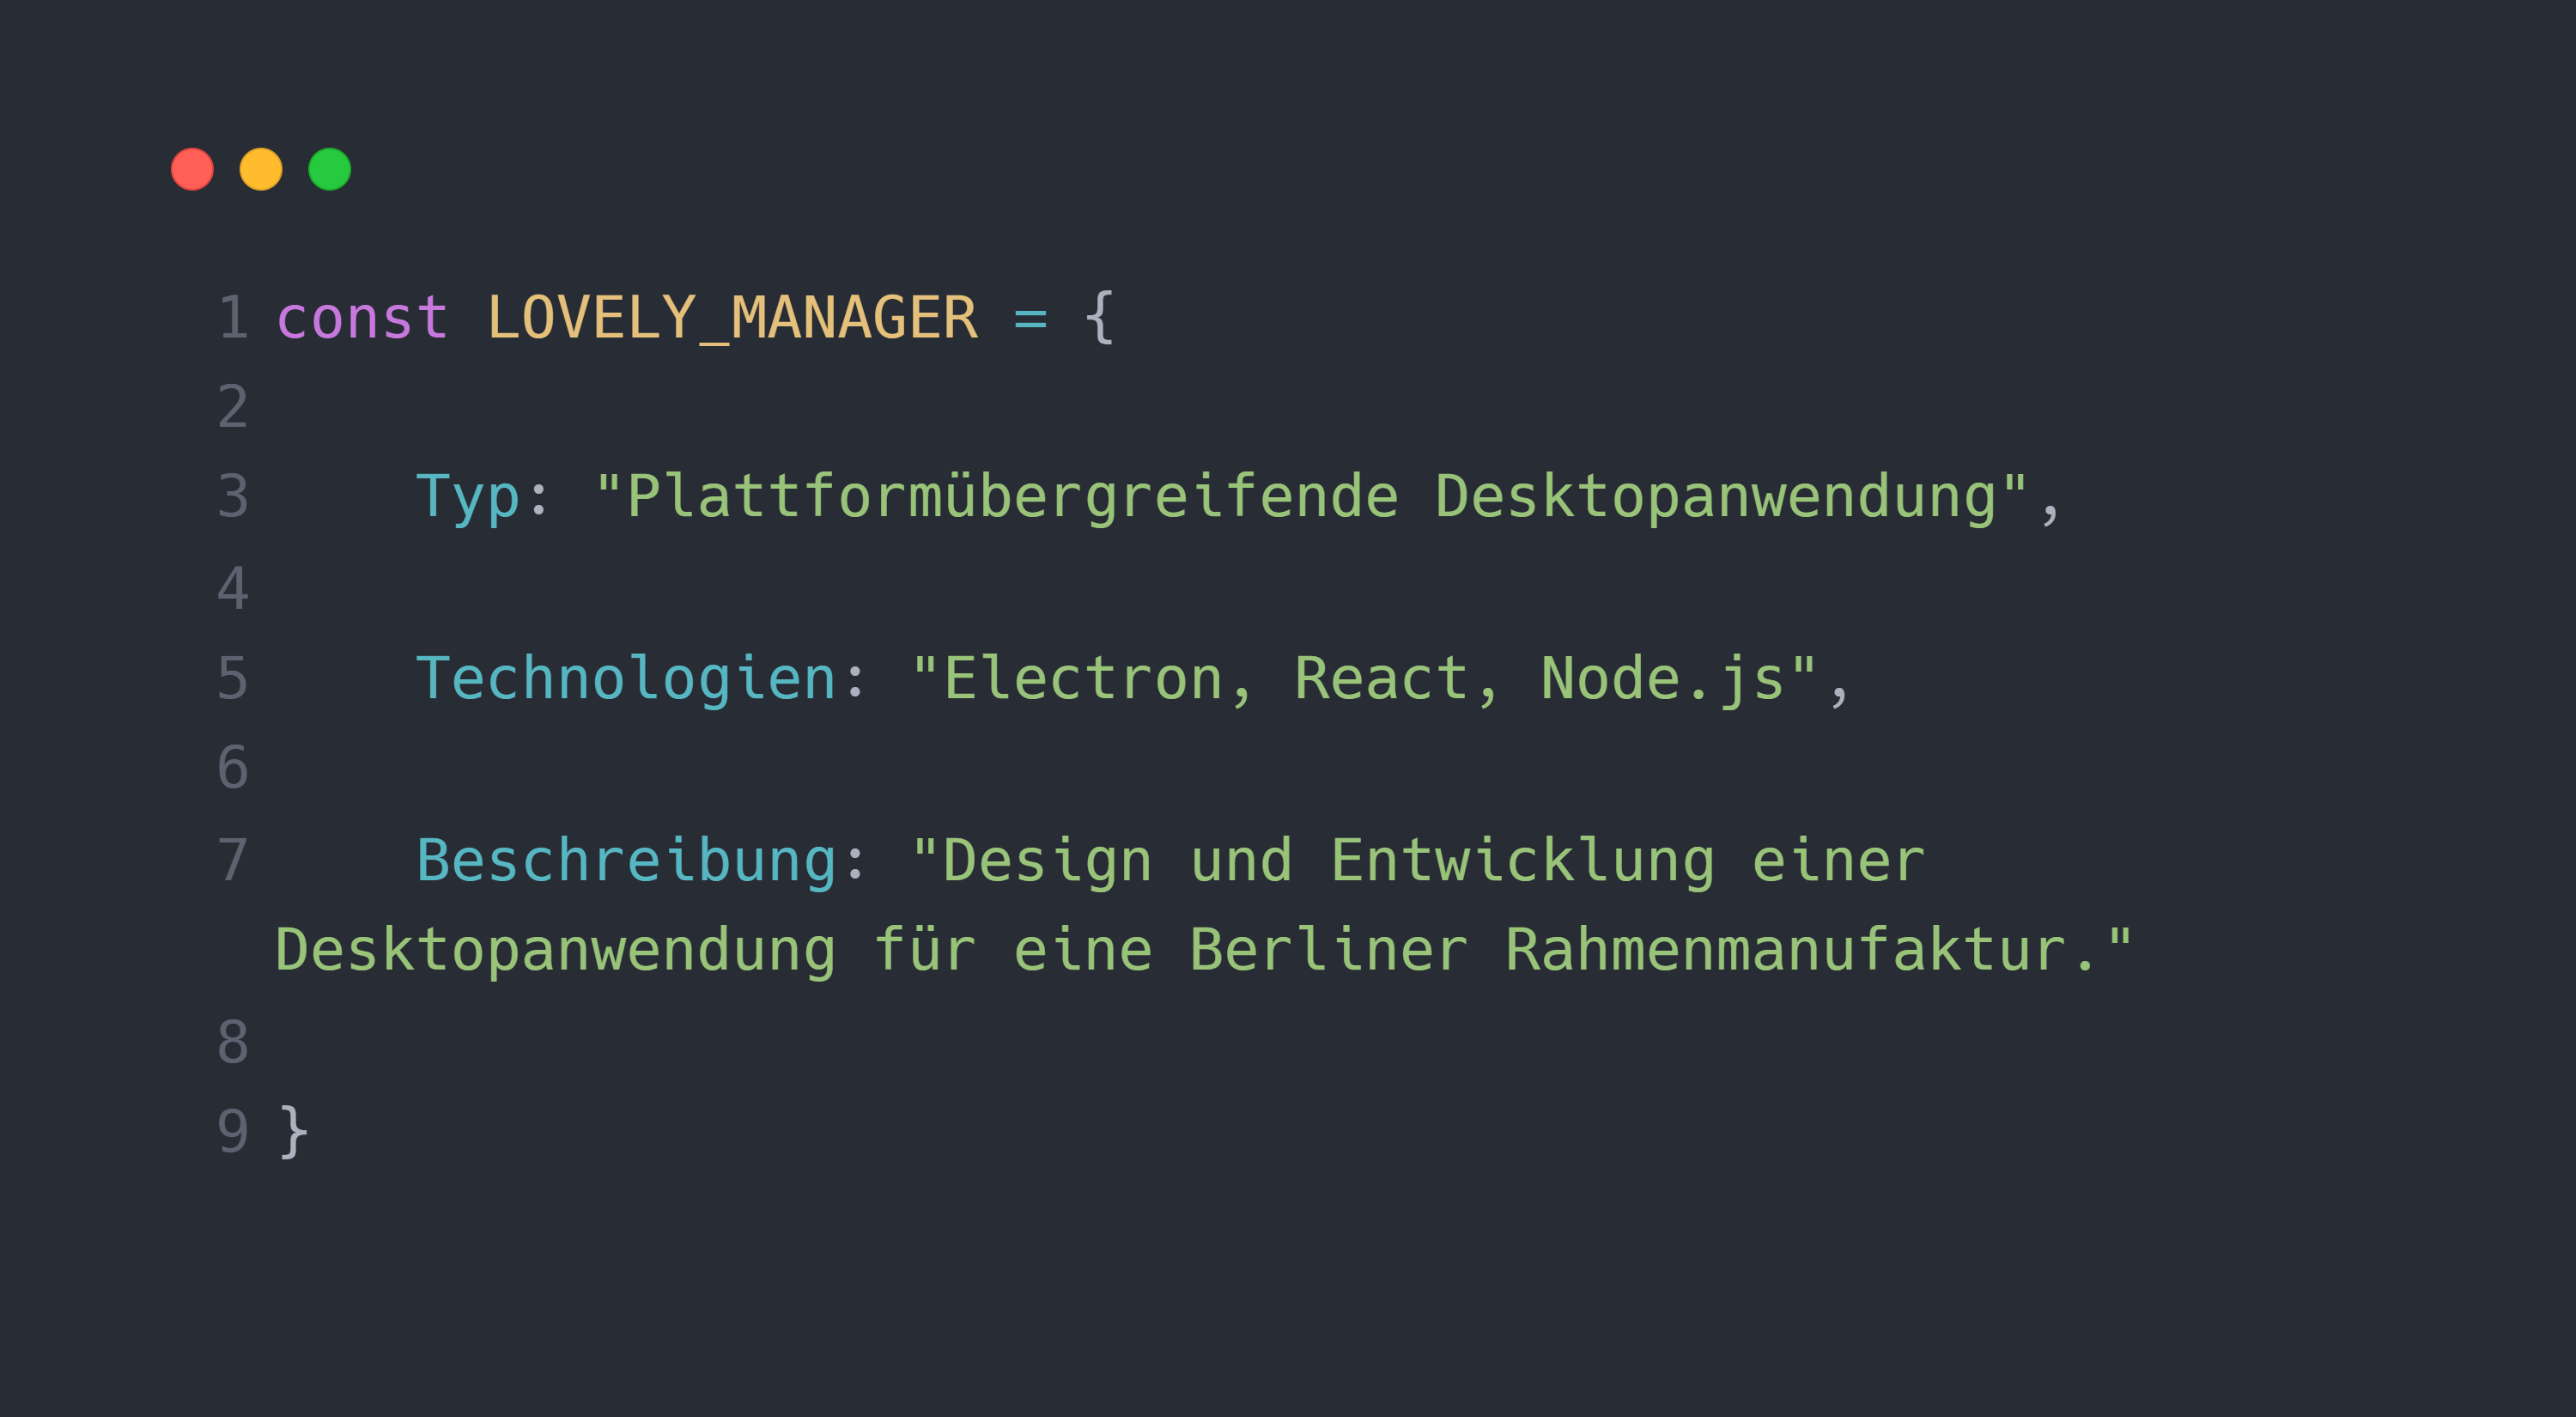 1 const LOVELY_MANAGER = {
2
3     Typ: "Plattformübergreifende Desktopanwendung",
4
5     Technologien: "Electron, React, Node.js",
6
7     Beschreibung: "Design und Entwicklung einer
Desktopanwendung für eine Berliner Rahmenmanufaktur."
8
9 }